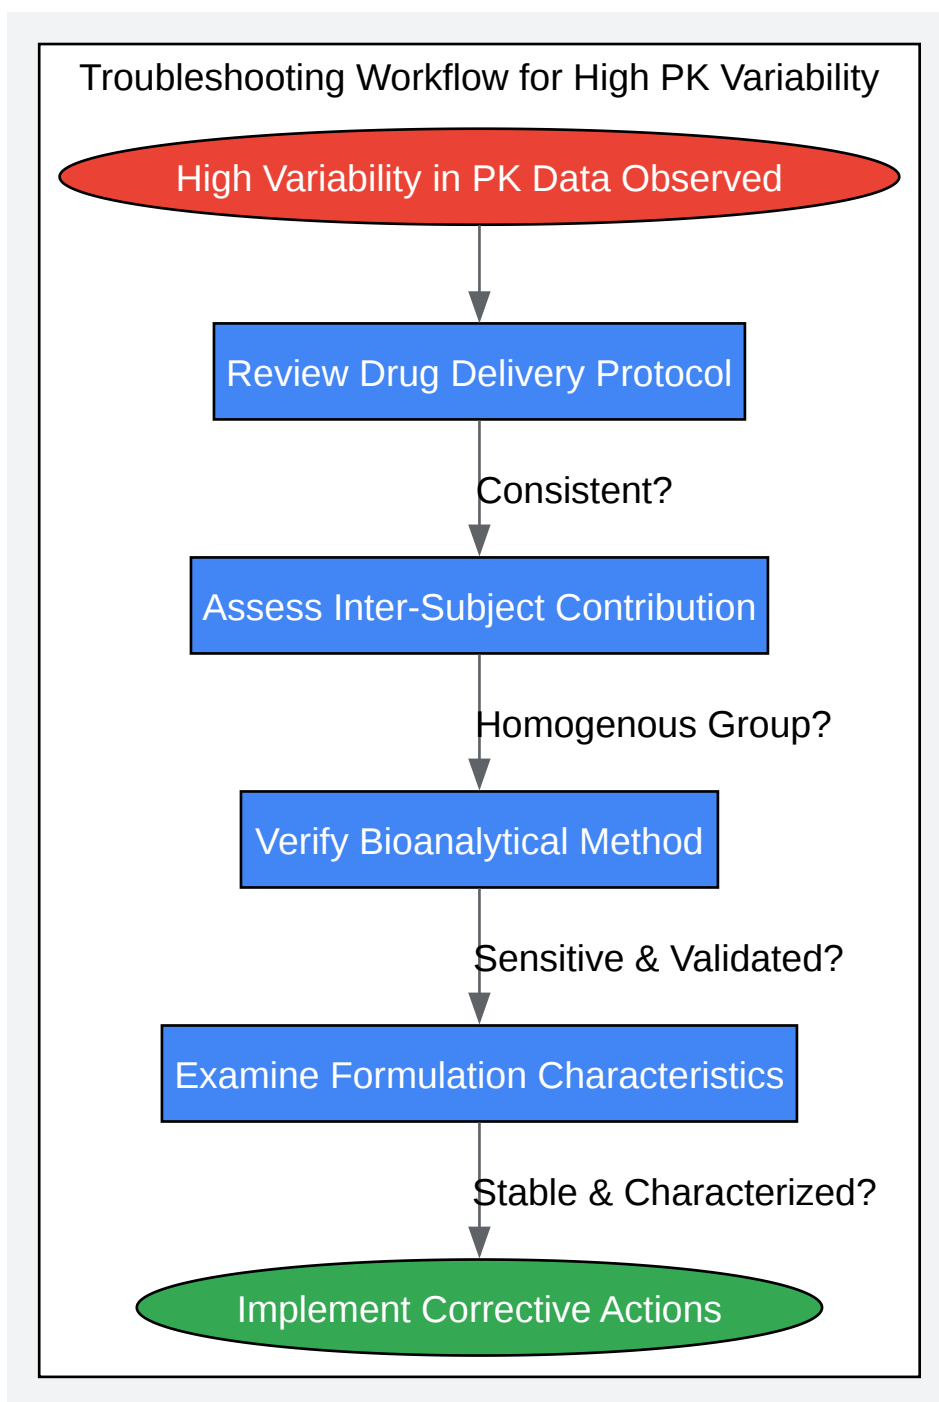 Troubleshooting Workflow for High PK Variability
High Variability in PK Data Observed
Review Drug Delivery Protocol
Consistent?
Assess Inter-Subject Contribution
Homogenous Group?
Verify Bioanalytical Method
Sensitive & Validated?
Examine Formulation Characteristics
Stable & Characterized?
Implement Corrective Actions